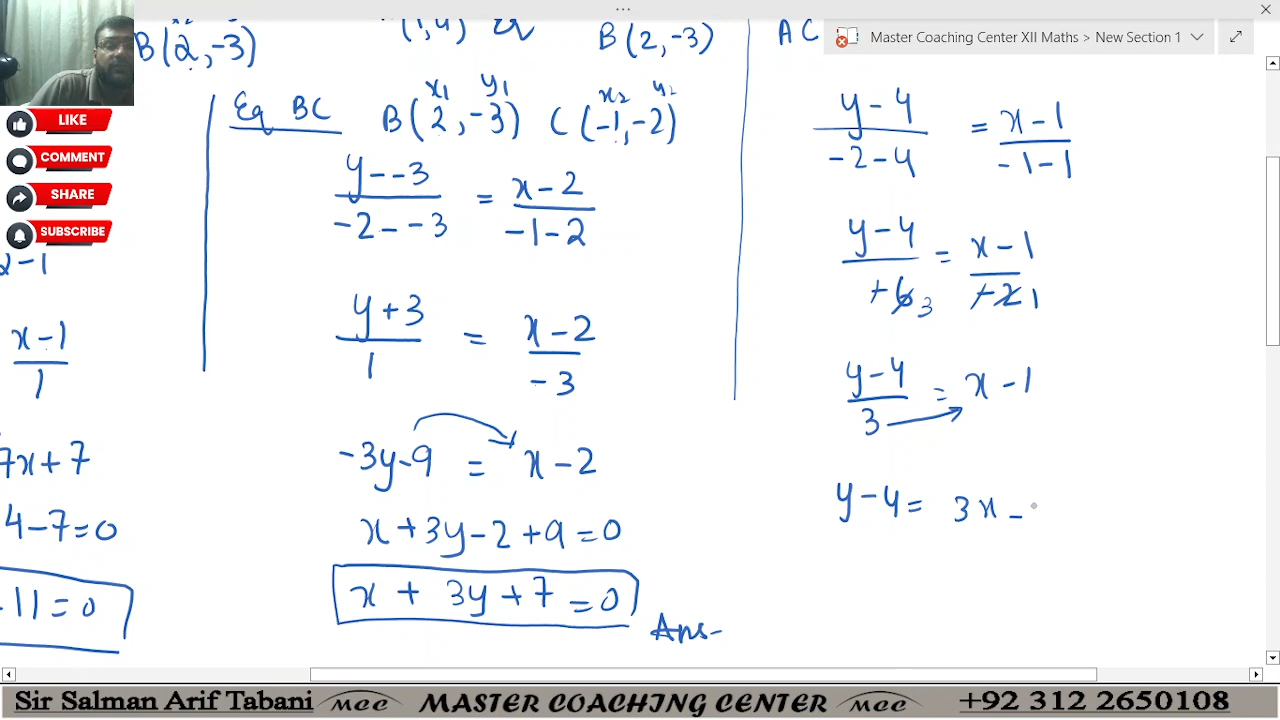 B(2,-3)
(1,4) Eq
B(2,-3)
AC
Master Coaching Center XII Maths > New Section 1
LIKE
COMMENT
SHARE
SUBSCRIBE
2-1
x-1
1
7x+7
4-7=0
-11=0
Eq BC B(2,-3) C(-1,-2)
x1 y1 x2 y2
y--3 = x-2
-2--3 -1-2
y+3 = x-2
1 -3
-3y-9 = x-2
x+3y-2+9=0
x + 3y+7=0
Ans-
y-4 = x-1
-2-4 -1-1
y-4 = x-1
+6 3 +2 1
y-4 = x-1
3
y-4= 3x-
Sir Salman Arif Tabani mcc MASTER COACHING CENTER mcc +92 312 2650108